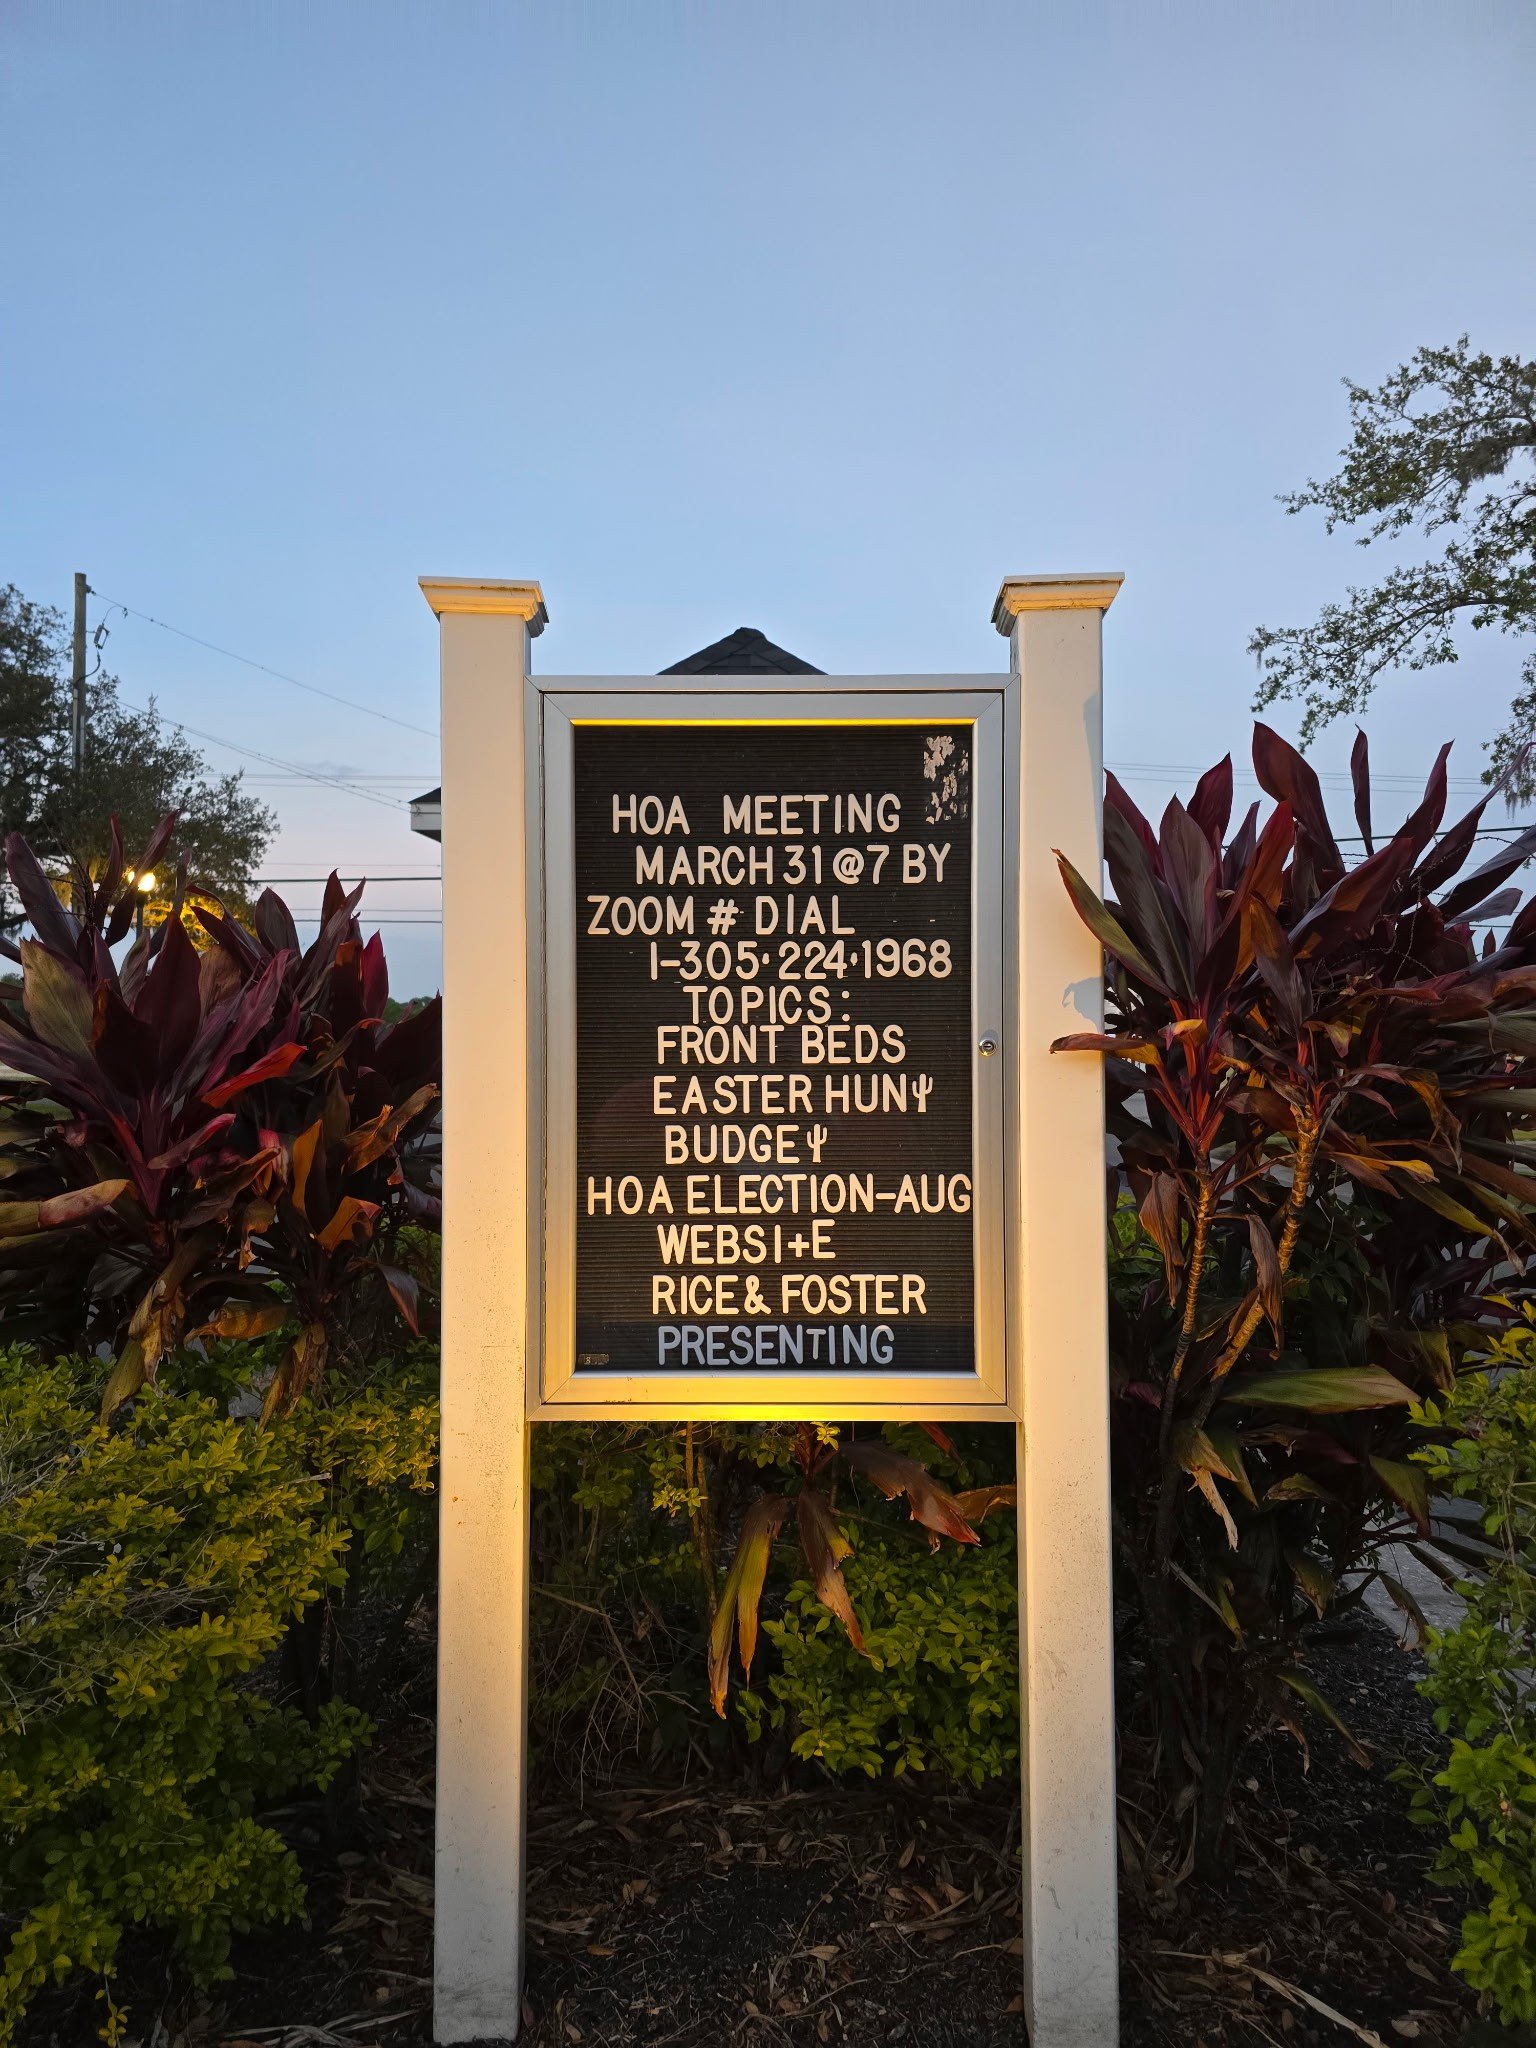 HOA MEETING
MARCH 31 @ 7 BY
ZOOM # DIAL
1-305·224·1968
TOPICS:
FRONT BEDS
EASTER HUNψ
BUDGEψ
HOA ELECTION-AUG
WEBSI+E
RICE & FOSTER
PRESENTING